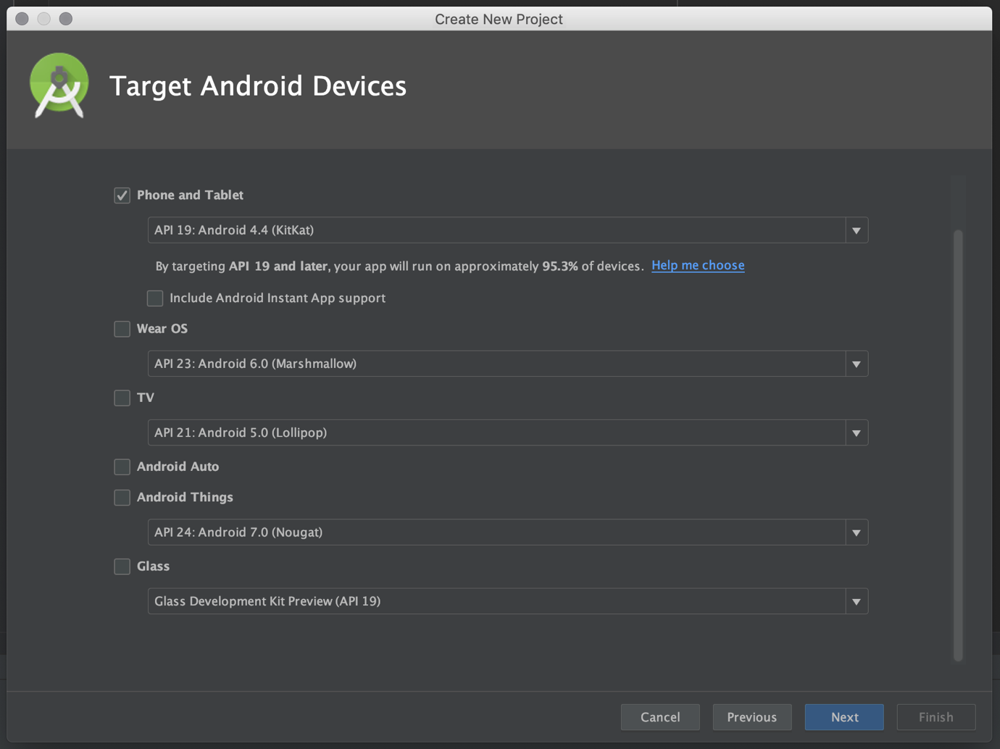 Create New Project
Target Android Devices
Phone and Tablet
API 19: Android 4.4 (KitKat)
By targeting API 19 and later, your app will run on approximately 95.3% of devices. Help me choose
Include Android Instant App support
Wear OS
API 23: Android 6.0 (Marshmallow)
TV
API 21: Android 5.0 (Lollipop)
Android Auto
Android Things
API 24: Android 7.0 (Nougat)
Glass
Glass Development Kit Preview (API 19)
Cancel Previous Next Finish